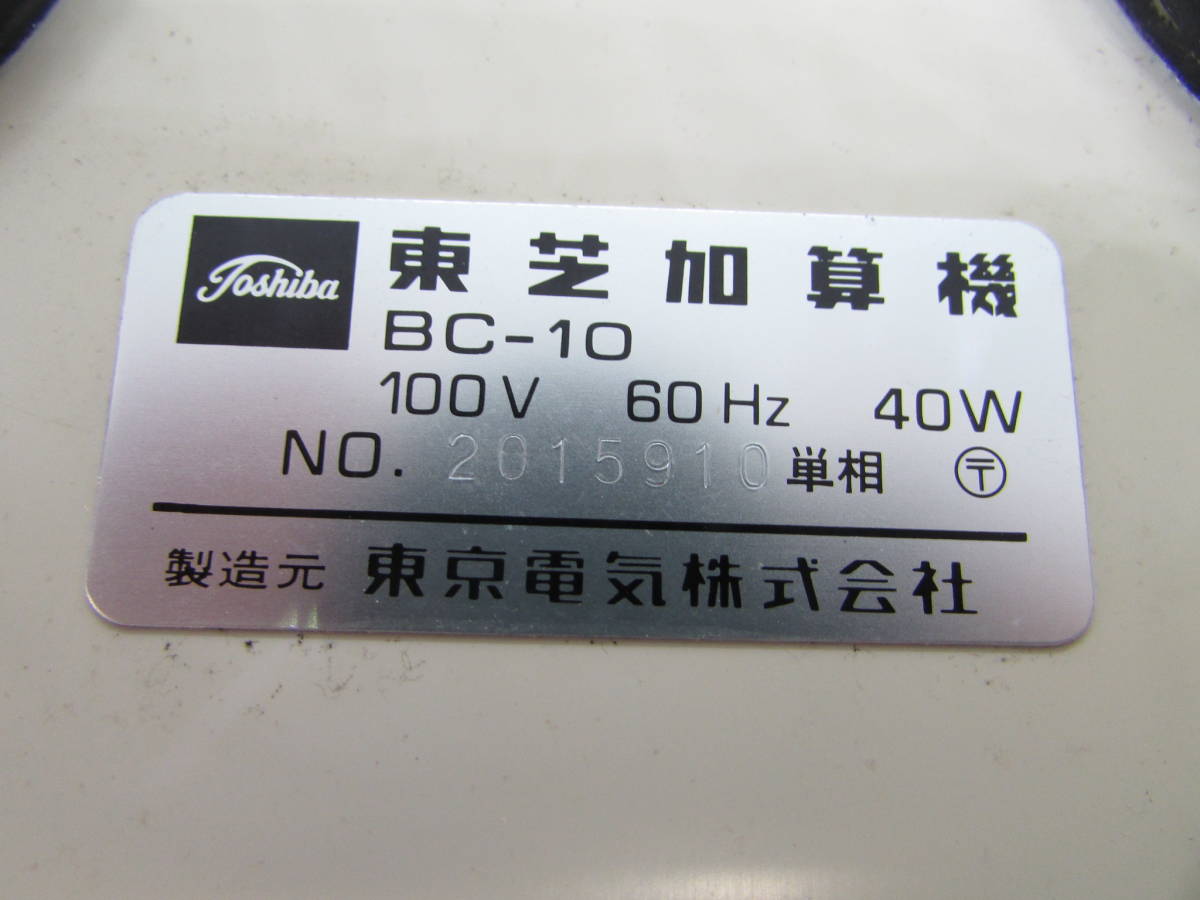 Toshiba 東芝加算機
BC-10
100V 60Hz 40W
NO. 2015910 単相 〶
製造元 東京電気株式会社